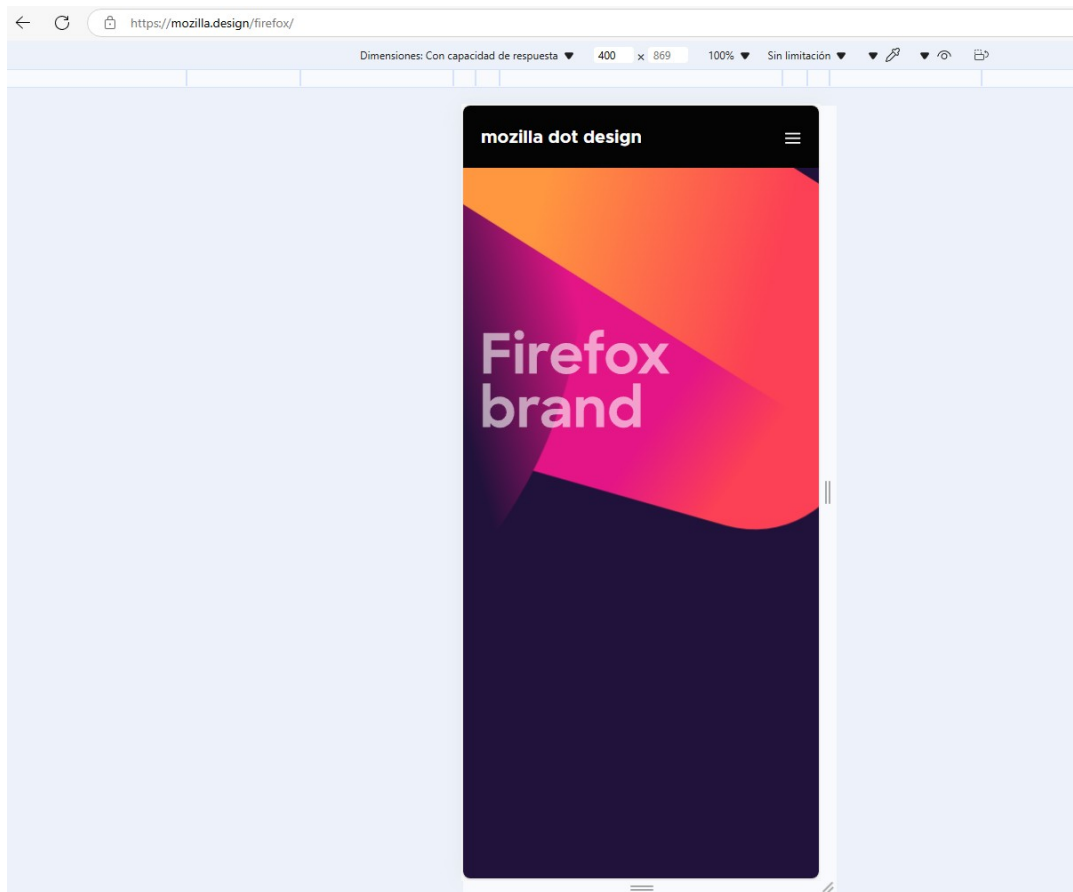 https://mozilla.design/firefox/
Dimensiones: Con capacidad de respuesta 400 x 869 100% Sin limitación
mozilla dot design
Firefox
brand